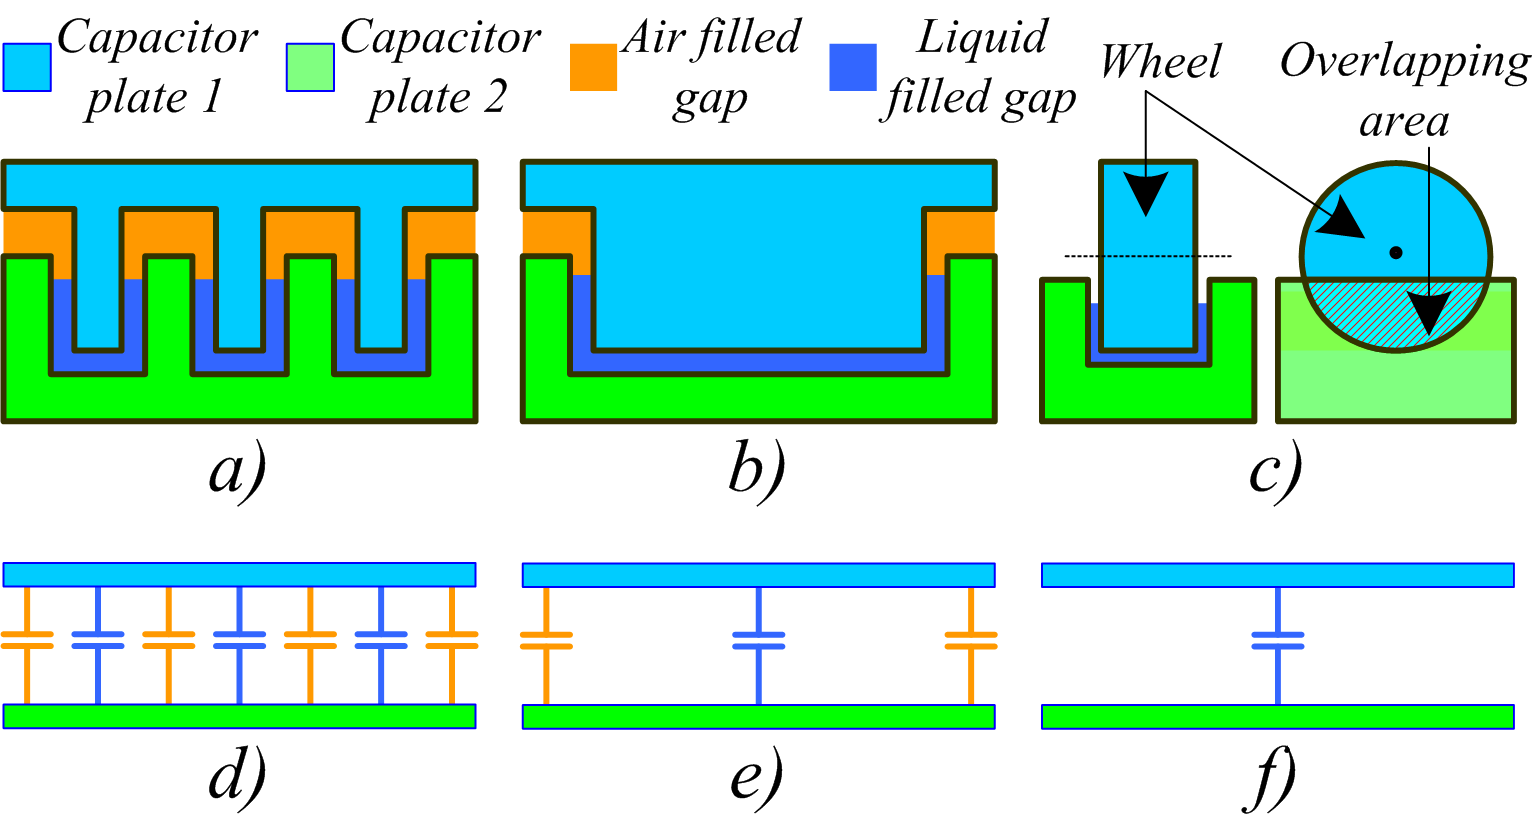 Capacitor
plate 1
Capacitor
plate 2
Air filled
gap
Liquid
filled gap
Wheel
Overlapping
area
a)
b)
c)
d)
e)
f)